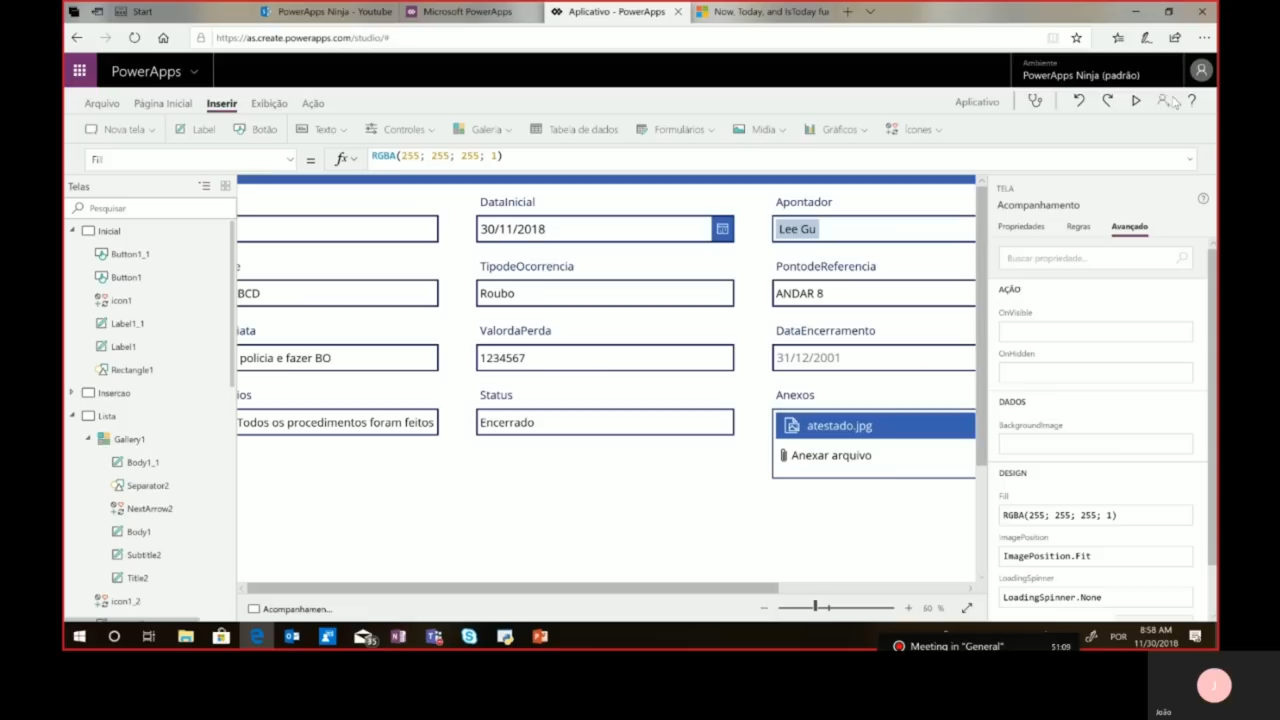 Start
PowerApps Ninja - Youtube
Microsoft PowerApps
Aplicativo - PowerApps
Now, Today, and IsToday fu
https://as.create.powerapps.com/studio/#
PowerApps
Ambiente
PowerApps Ninja (padrão)
Arquivo Página Inicial Inserir Exibição Ação
Aplicativo
Nova tela Label Botão Texto Controles Galeria Tabela de dados Formulários Mídia Gráficos Ícones
Fill = fx RGBA(255; 255; 255; 1)
Telas
Pesquisar
Inicial
Button1_1
Button1
icon1
Label1_1
Label1
Rectangle1
Insercao
Lista
Gallery1
Body1_1
Separator2
NextArrow2
Body1
Subtitle2
Title2
icon1_2
DataInicial
Apontador
30/11/2018
Lee Gu
e
TipodeOcorrencia
PontodeReferencia
BCD
Roubo
ANDAR 8
iata
ValordaPerda
DataEncerramento
policia e fazer BO
1234567
31/12/2001
ios
Status
Anexos
Todos os procedimentos foram feitos
Encerrado
atestado.jpg
Anexar arquivo
Acompanhamen...
60 %
TELA
Acompanhamento
Propriedades Regras Avançado
Buscar propriedade...
AÇÃO
OnVisible
OnHidden
DADOS
BackgroundImage
DESIGN
Fill
RGBA(255; 255; 255; 1)
ImagePosition
ImagePosition.Fit
LoadingSpinner
LoadingSpinner.None
35
POR
8:58 AM
11/30/2018
Meeting in "General"
51:09
J
João